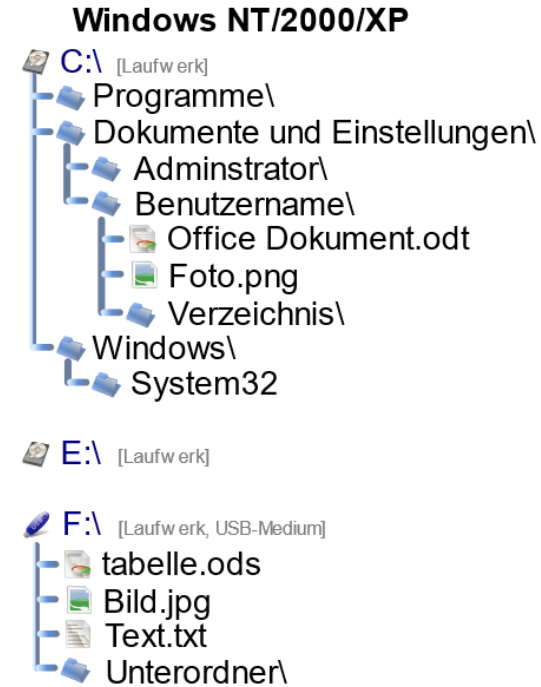 Windows NT/2000/XP
C:\ [Laufwerk]
Programme\
Dokumente und Einstellungen\
Adminstrator\
Benutzername\
Office Dokument.odt
Foto.png
Verzeichnis\
Windows\
System32
E:\ [Laufwerk]
F:\ [Laufwerk, USB-Medium]
tabelle.ods
Bild.jpg
Text.txt
Unterordner\